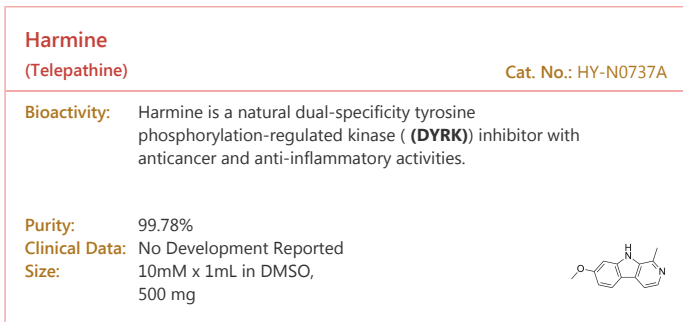 Harmine
(Telepathine)
Cat. No.: HY-N0737A
Bioactivity: Harmine is a natural dual-specificity tyrosine
phosphorylation-regulated kinase ( (DYRK)) inhibitor with
anticancer and anti-inflammatory activities.
Purity: 99.78%
Clinical Data: No Development Reported
Size: 10mM x 1mL in DMSO,
500 mg
H
N
O
N